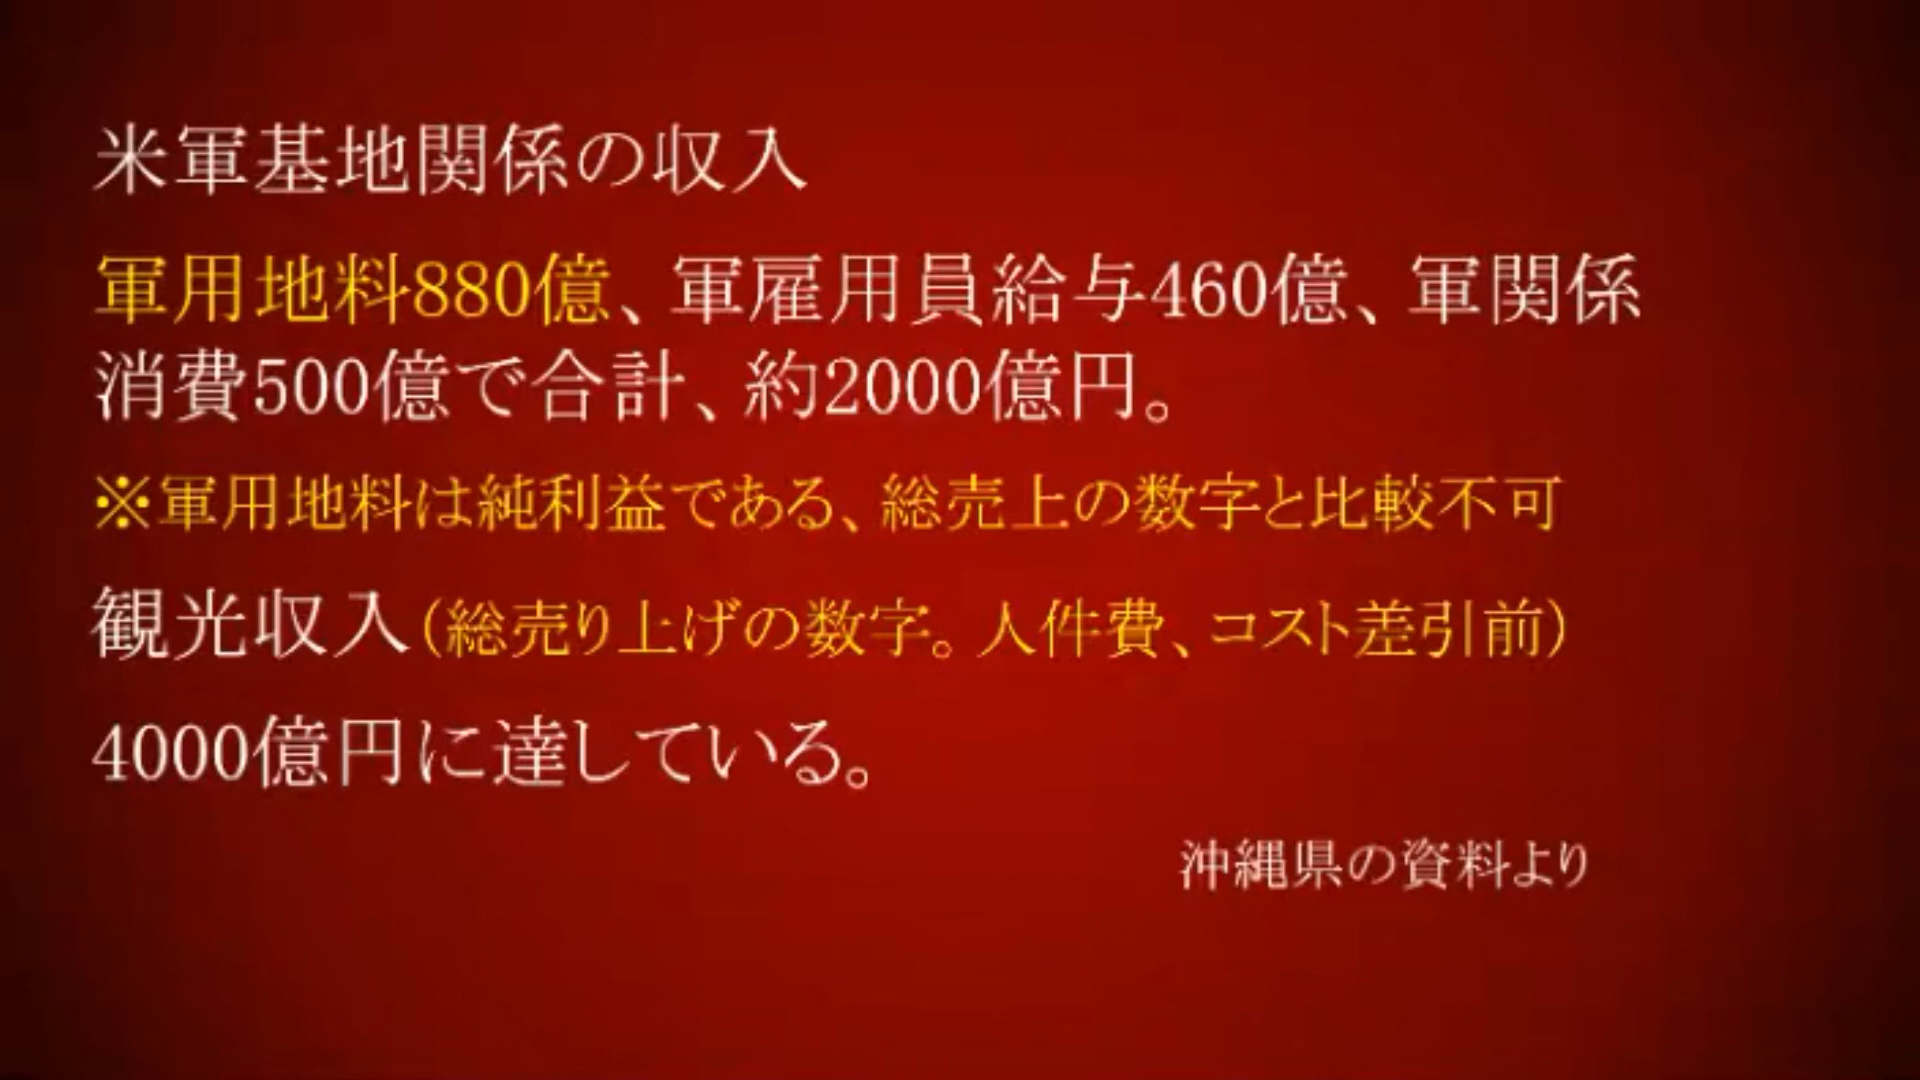 米軍基地関係の収入
軍用地料880億、軍雇用員給与460億、軍関係
消費500億で合計、約2000億円。
※軍用地料は純利益である、総売上の数字と比較不可
観光収入（総売り上げの数字。人件費、コスト差引前）
4000億円に達している。
沖縄県の資料より